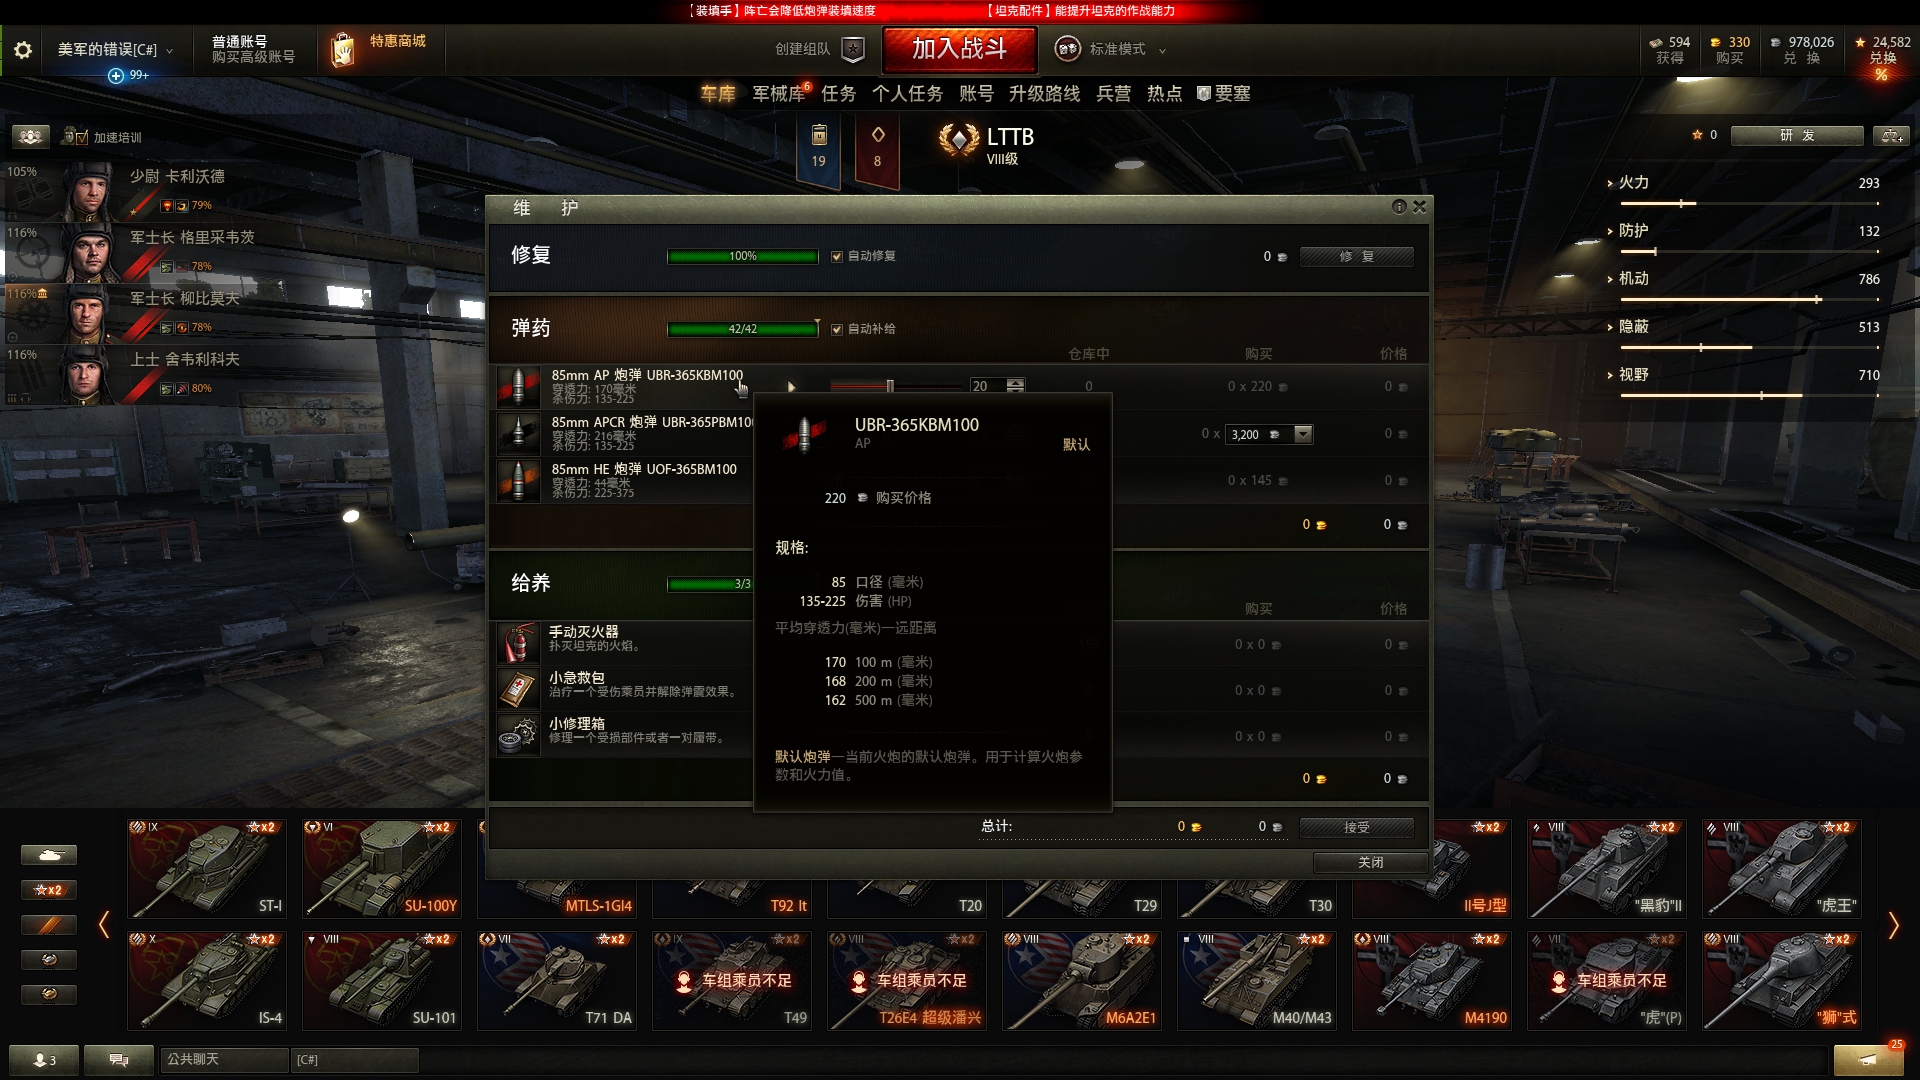 【装填手】阵亡会降低炮弹装填速度
【坦克配件】能提升坦克的作战能力
美军的错误[C#]
99+
普通账号
购买高级账号
特惠商城
创建组队
加入战斗
标准模式
594
获得
330
购买
978,026
兑 换
24,582
兑换
%
车库 军械库 6 任务 个人任务 账号 升级路线 兵营 热点 要塞
加速培训
19
8
LTTB
VIII级
0
研 发
105%
少尉 卡利沃德
79%
116%
军士长 格里采韦茨
78%
116%
军士长 柳比莫夫
78%
116%
上士 舍韦利科夫
80%
火力 293
防护 132
机动 786
隐蔽 513
视野 710
维 护
修复
100%
自动修复
0
修 复
弹药
42/42
自动补给
仓库中 购买 价格
85mm AP 炮弹 UBR-365KBM100
穿透力: 170毫米
杀伤力: 135-225
20
0
0 x 220
0
85mm APCR 炮弹 UBR-365PBM100
穿透力: 216毫米
杀伤力: 135-225
0 x 3,200
0
85mm HE 炮弹 UOF-365BM100
穿透力: 44毫米
杀伤力: 225-375
0 x 145
0
0
0
给养
3/3
购买 价格
手动灭火器
扑灭坦克的火焰。
0 x 0
0
小急救包
治疗一个受伤乘员并解除弹震效果。
0 x 0
0
小修理箱
修理一个受损部件或者一对履带。
0 x 0
0
0
0
总计:
0
0
接受
关闭
UBR-365KBM100
AP
默认
220 购买价格
规格:
85 口径 (毫米)
135-225 伤害 (HP)
平均穿透力(毫米)—远距离
170 100 m (毫米)
168 200 m (毫米)
162 500 m (毫米)
默认炮弹—当前火炮的默认炮弹。用于计算火炮参
数和火力值。
x2
IX x2 ST-I
VI x2 SU-100Y
MTLS-1G14
T92 lt
T20
T29
T30
x2 II号J型
VIII x2 "黑豹"II
VIII x2 "虎王"
X x2 IS-4
VIII x2 SU-101
VII x2 T71 DA
IX x2 车组乘员不足 T49
VIII x2 车组乘员不足 T26E4 超级潘兴
VIII x2 M6A2E1
VIII x2 M40/M43
VIII x2 M4190
VII x2 车组乘员不足 "虎"(P)
VIII x2 "狮"式
3
公共聊天
[C#]
25